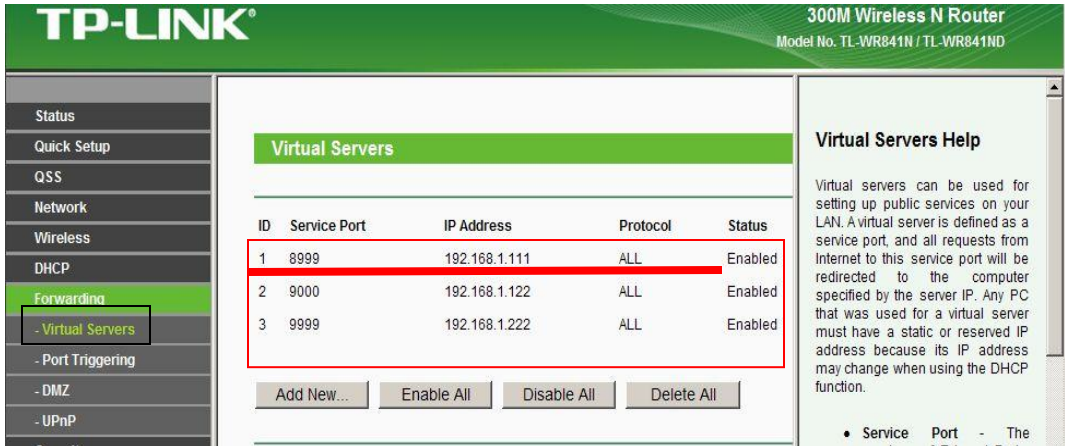 TP-LINK®
300M Wireless N Router
Model No. TL-WR841N / TL-WR841ND
Status
Quick Setup
QSS
Network
Wireless
DHCP
Forwarding
- Virtual Servers
- Port Triggering
- DMZ
- UPnP
Virtual Servers
ID Service Port IP Address Protocol Status
1 8999 192.168.1.111 ALL Enabled
2 9000 192.168.1.122 ALL Enabled
3 9999 192.168.1.222 ALL Enabled
Add New... Enable All Disable All Delete All
Virtual Servers Help
Virtual servers can be used for
setting up public services on your
LAN. A virtual server is defined as a
service port, and all requests from
Internet to this service port will be
redirected to the computer
specified by the server IP. Any PC
that was used for a virtual server
must have a static or reserved IP
address because its IP address
may change when using the DHCP
function.
• Service Port - The